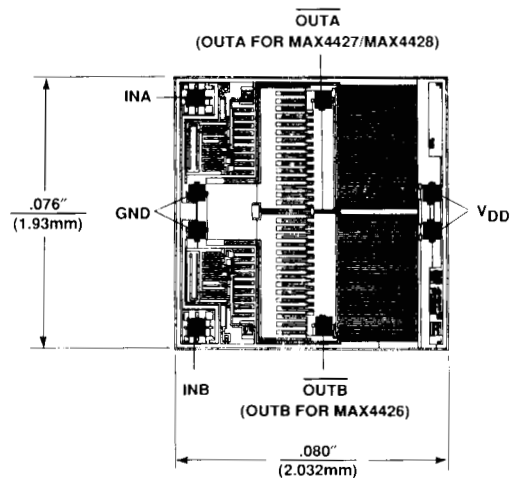 OUTA
(OUTA FOR MAX4427/MAX4428)
INA
.076"
(1.93mm)
GND
VDD
INB
OUTB
(OUTB FOR MAX4426)
.080"
(2.032mm)